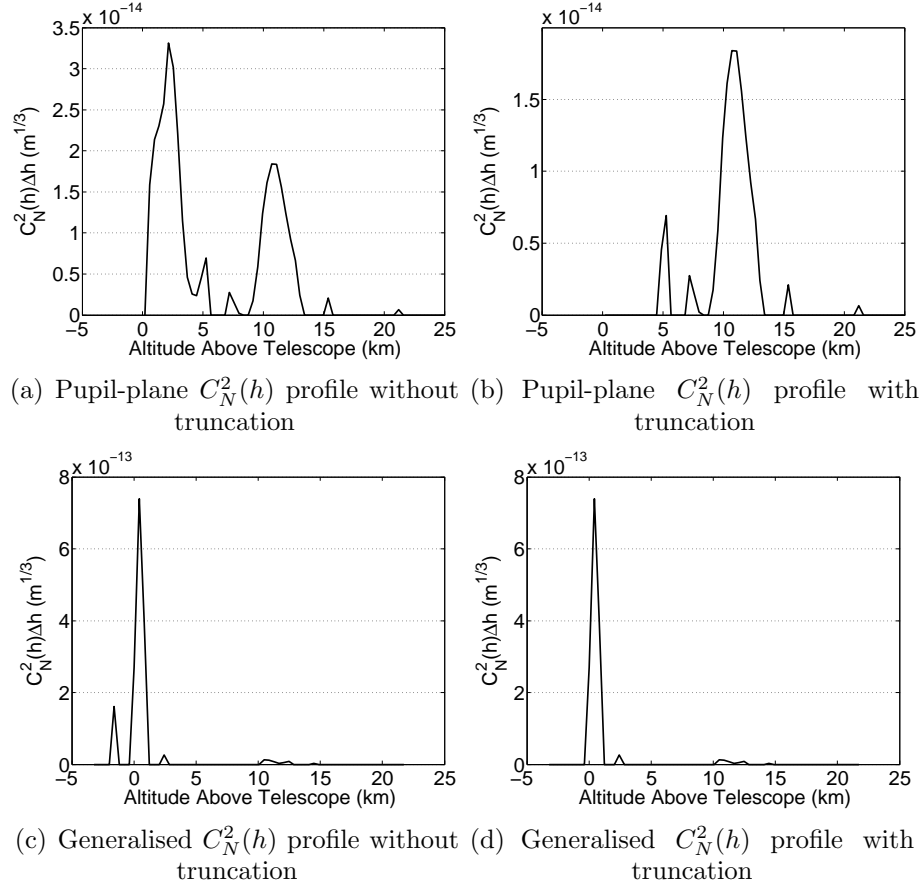 x 10^−14
3.5
3
2.5
2
1.5
1
0.5
0
−5 0 5 10 15 20 25
C_N^2(h)Δh (m^{1/3})
Altitude Above Telescope (km)
(a) Pupil-plane C_N^2(h) profile without truncation
x 10^−14
1.5
1
0.5
0
−5 0 5 10 15 20 25
C_N^2(h)Δh (m^{1/3})
Altitude Above Telescope (km)
(b) Pupil-plane C_N^2(h) profile with truncation
x 10^−13
8
6
4
2
0
−5 0 5 10 15 20 25
C_N^2(h)Δh (m^{1/3})
Altitude Above Telescope (km)
(c) Generalised C_N^2(h) profile without truncation
x 10^−13
8
6
4
2
0
−5 0 5 10 15 20 25
C_N^2(h)Δh (m^{1/3})
Altitude Above Telescope (km)
(d) Generalised C_N^2(h) profile with truncation